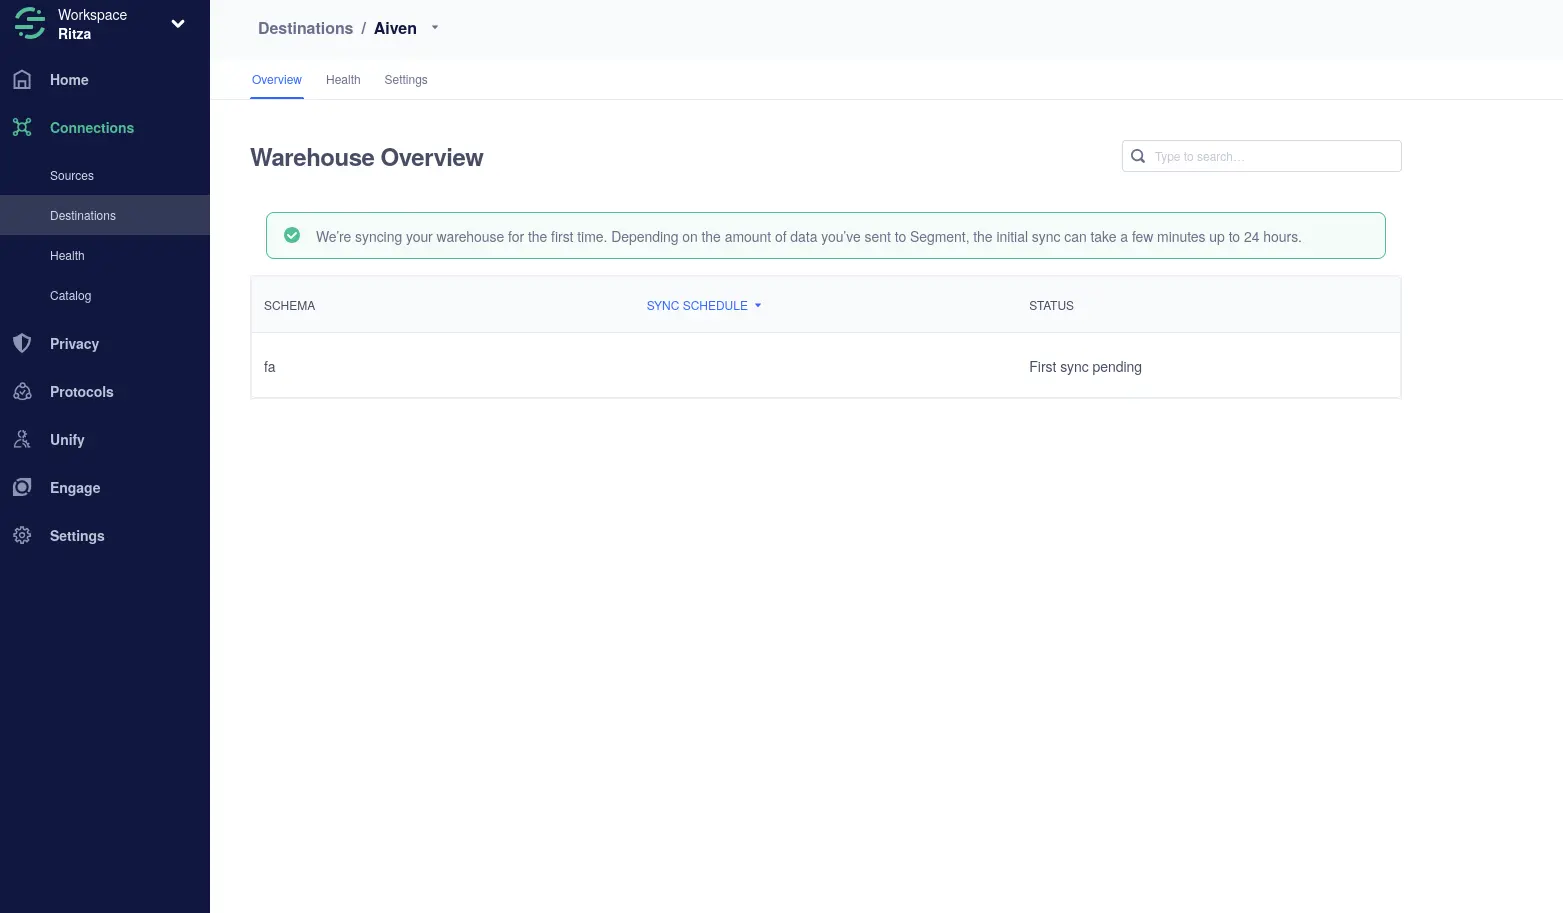 Workspace
Ritza
Home
Connections
Sources
Destinations
Health
Catalog
Privacy
Protocols
Unify
Engage
Settings
Destinations / Aiven
Overview Health Settings
Warehouse Overview
Type to search...
We’re syncing your warehouse for the first time. Depending on the amount of data you’ve sent to Segment, the initial sync can take a few minutes up to 24 hours.
SCHEMA SYNC SCHEDULE STATUS
fa First sync pending